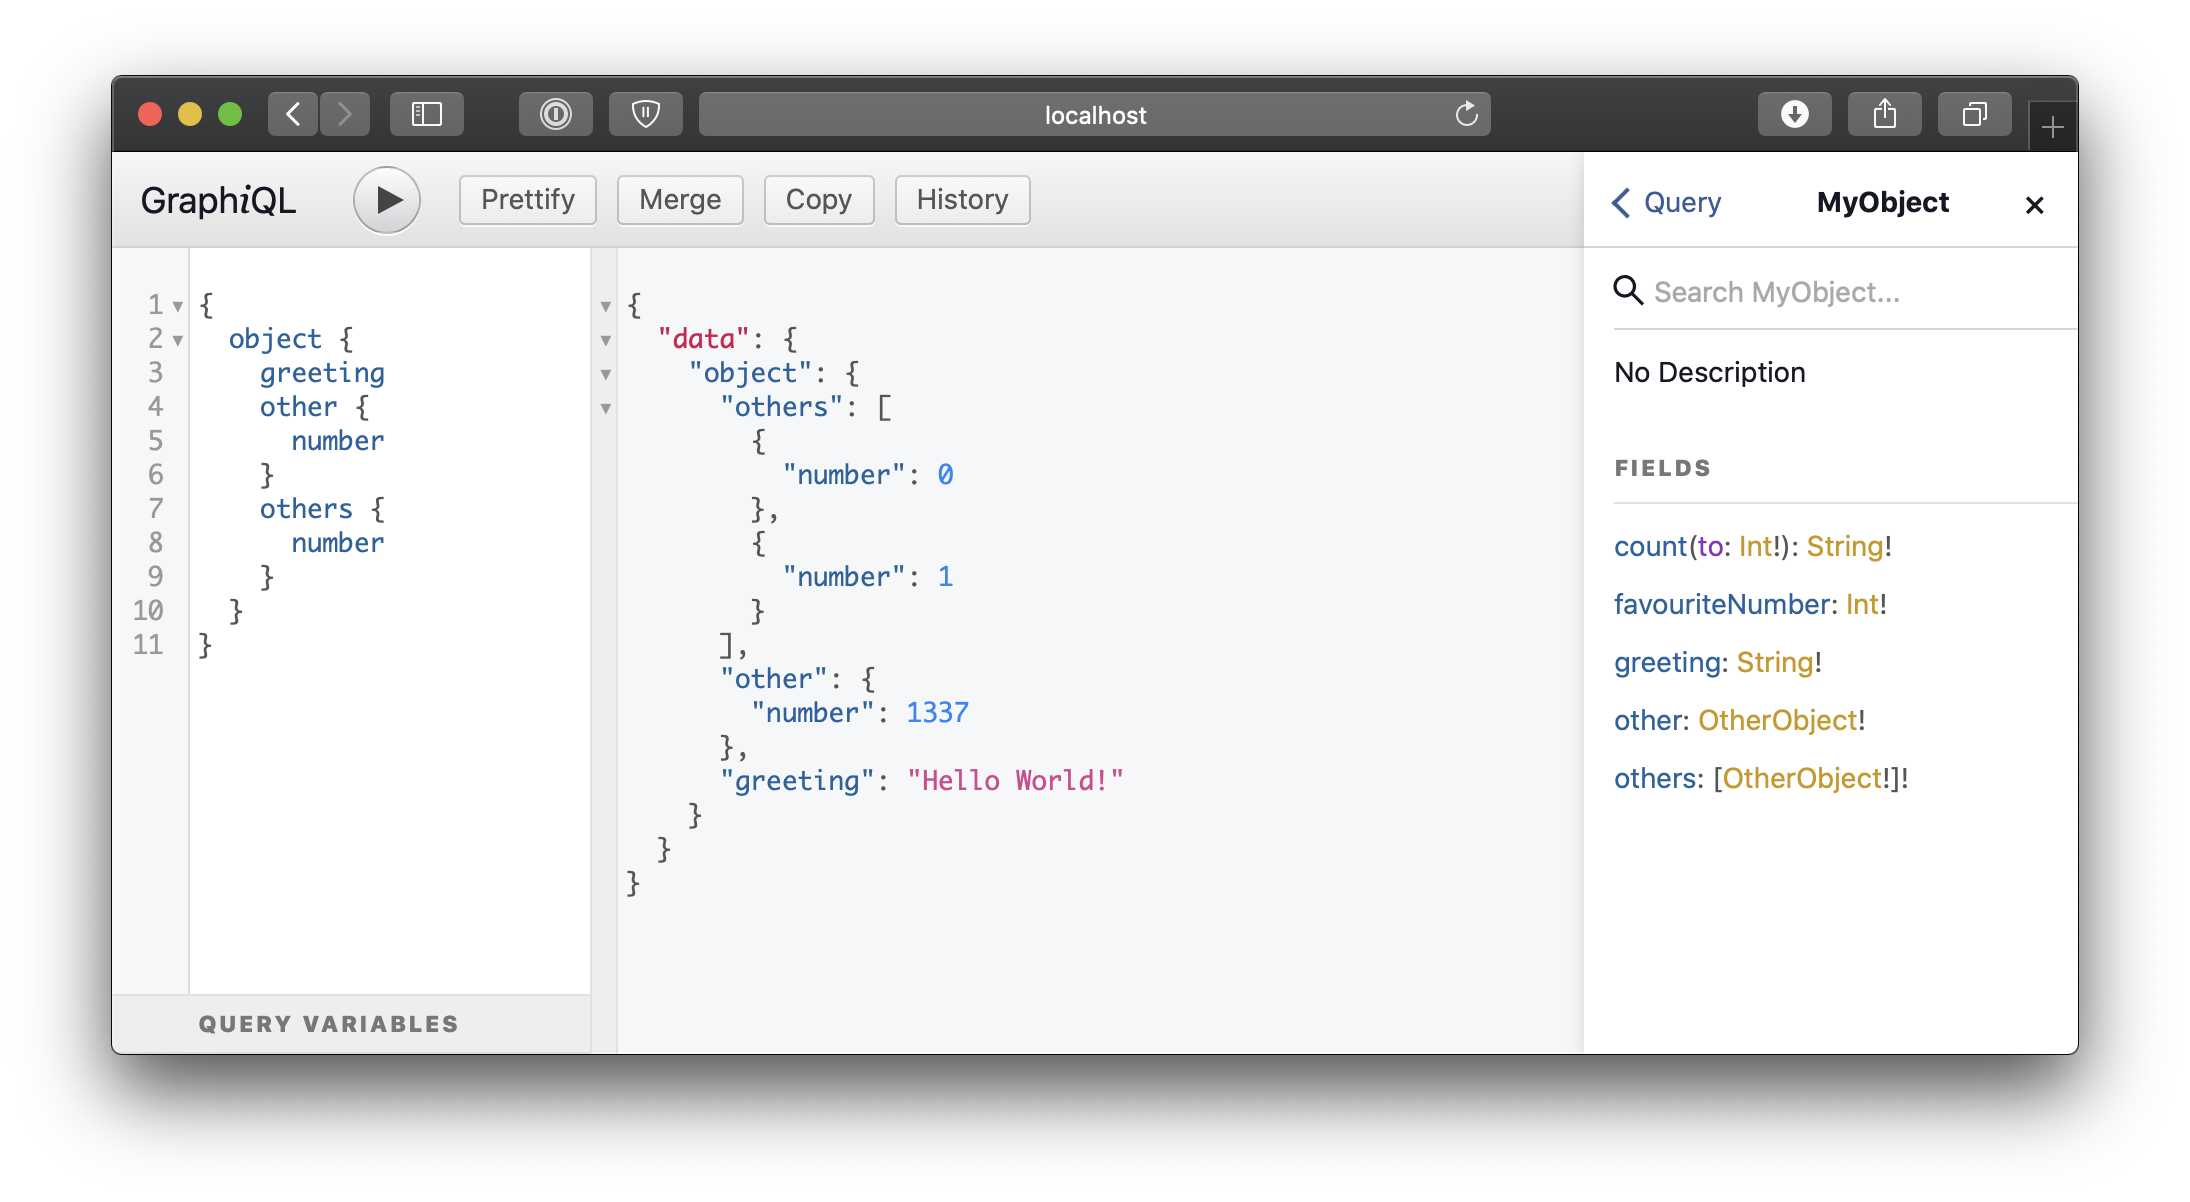 localhost
GraphiQL
Prettify
Merge
Copy
History
1 {
2   object {
3     greeting
4     other {
5       number
6     }
7     others {
8       number
9     }
10   }
11 }
QUERY VARIABLES
{
  "data": {
    "object": {
      "others": [
        {
          "number": 0
        },
        {
          "number": 1
        }
      ],
      "other": {
        "number": 1337
      },
      "greeting": "Hello World!"
    }
  }
}
Query
MyObject
Search MyObject...
No Description
FIELDS
count(to: Int!): String!
favouriteNumber: Int!
greeting: String!
other: OtherObject!
others: [OtherObject!]!